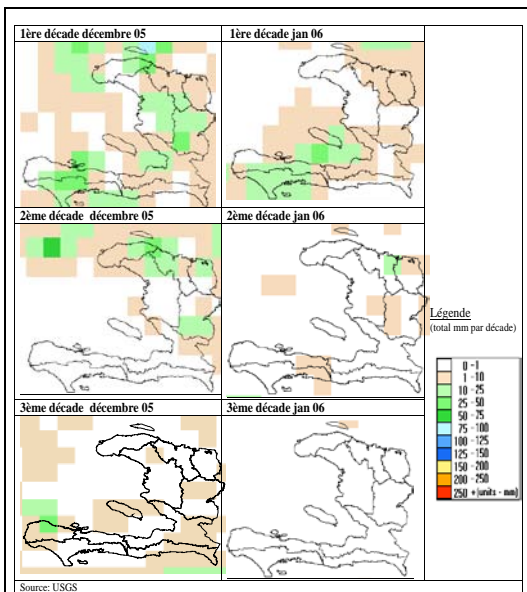 1ère décade décembre 05
1ère décade jan 06
2ème décade décembre 05
2ème décade jan 06
Légende
(total mm par décade)
0 -1
1 -10
10 -25
25 -50
50 -75
75 -100
100 -125
125 -150
150 -200
200 -250
250 +(units - mm)
3ème décade décembre 05
3ème décade jan 06
Source: USGS